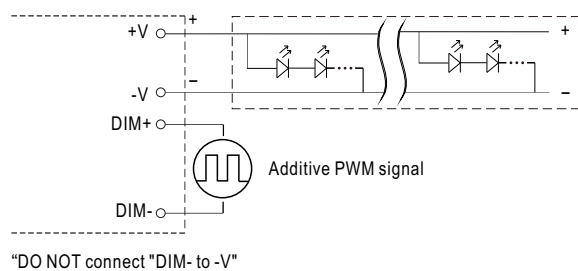 +V
+
+
-V
−
−
DIM+
Additive PWM signal
DIM-
“DO NOT connect "DIM- to -V"